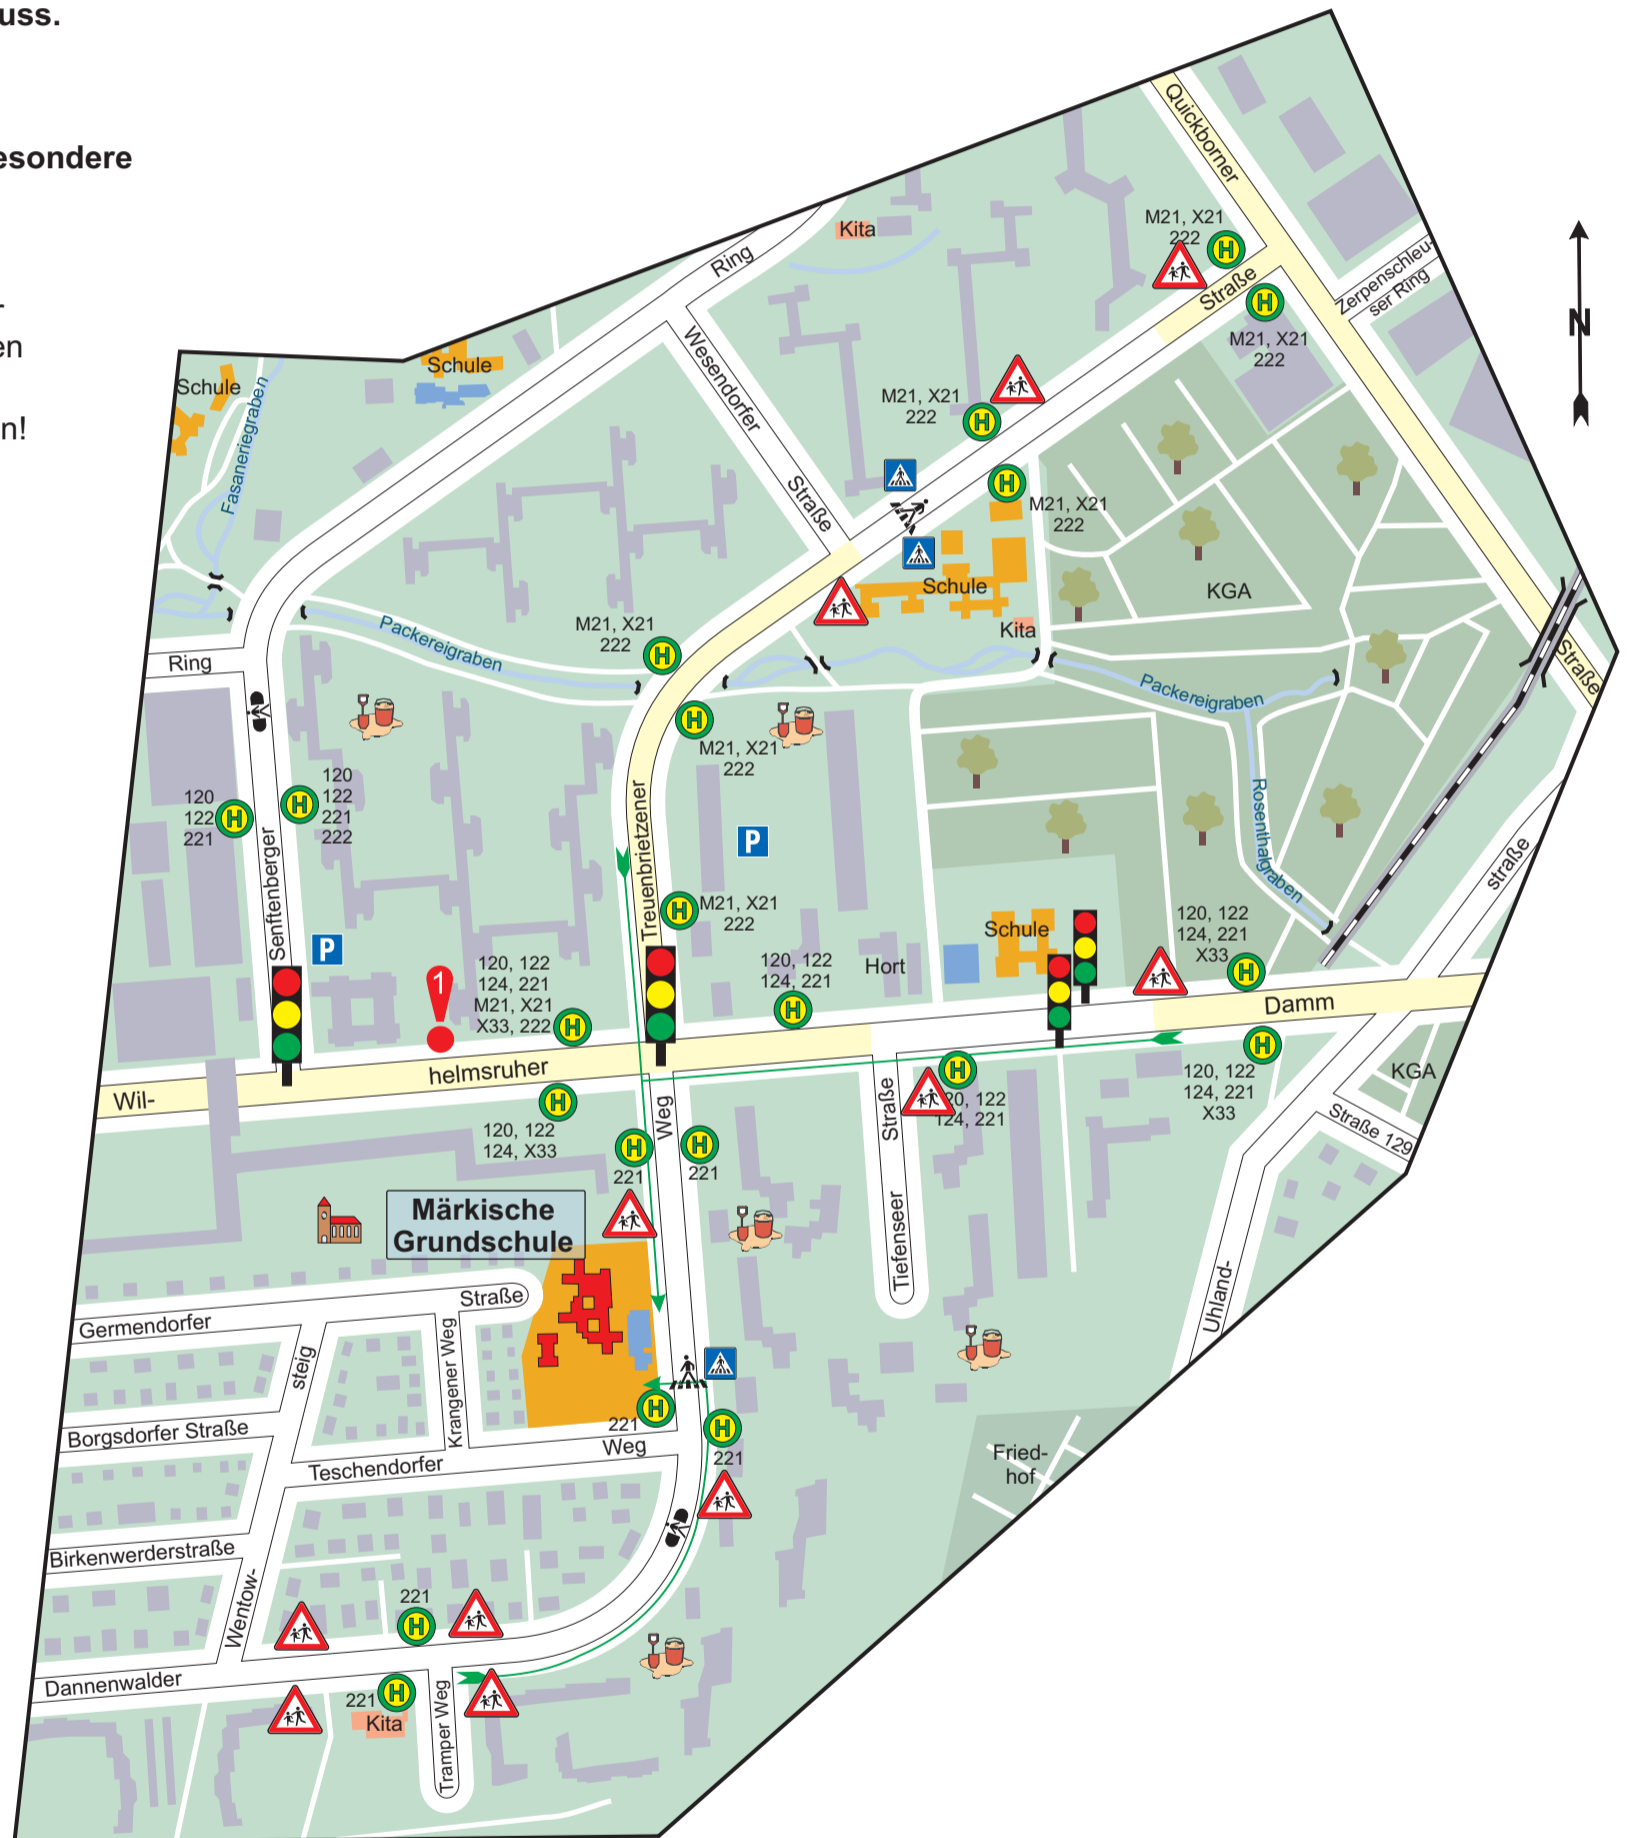 uss.
esondere
en
n!
Quickborner
Ring
Kita
M21, X21
222
Straße
Zerpenschleu-
ser Ring
N
M21, X21
222
Schule
Schule
Fasaneriegraben
Wesendorfer
Straße
M21, X21
222
M21, X21
222
KGA
Schule
Kita
M21, X21
222
Packereigraben
Ring
Packereigraben
Straße
M21, X21
222
120
122
221
120
122
221
222
Senftenberger
Treuenbrietzener
P
Rosenthalgraben
straße
M21, X21
222
P
1
120, 122
124, 221
M21, X21
X33, 222
120, 122
124, 221
Hort
Schule
120, 122
124, 221
X33
Damm
Wil-
helmsruher
120, 122
124, X33
Weg
221
221
Straße
Tiefenseer
120, 122
124, 221
120, 122
124, 221
X33
KGA
Straße 129
Uhland-
Märkische
Grundschule
Straße
Germendorfer
steig
Krangener Weg
Borgsdorfer Straße
221
Weg
Teschendorfer
221
Fried-
hof
Birkenwerderstraße
Wentow-
221
Dannenwalder
221
Kita
Tramper Weg